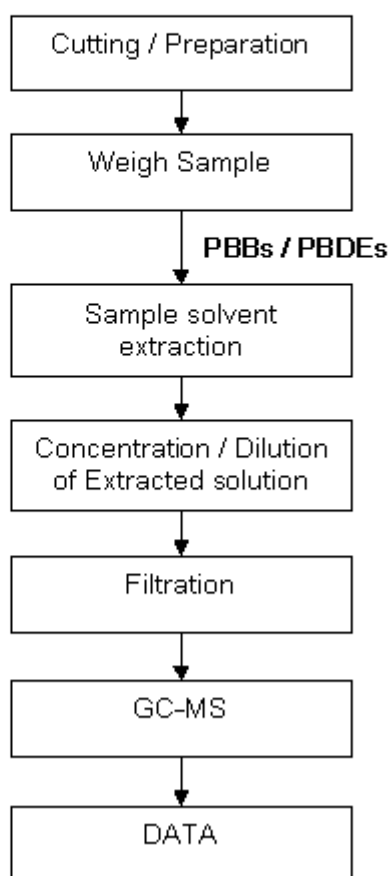 Cutting / Preparation
Weigh Sample
PBBs / PBDEs
Sample solvent
extraction
Concentration / Dilution
of Extracted solution
Filtration
GC-MS
DATA